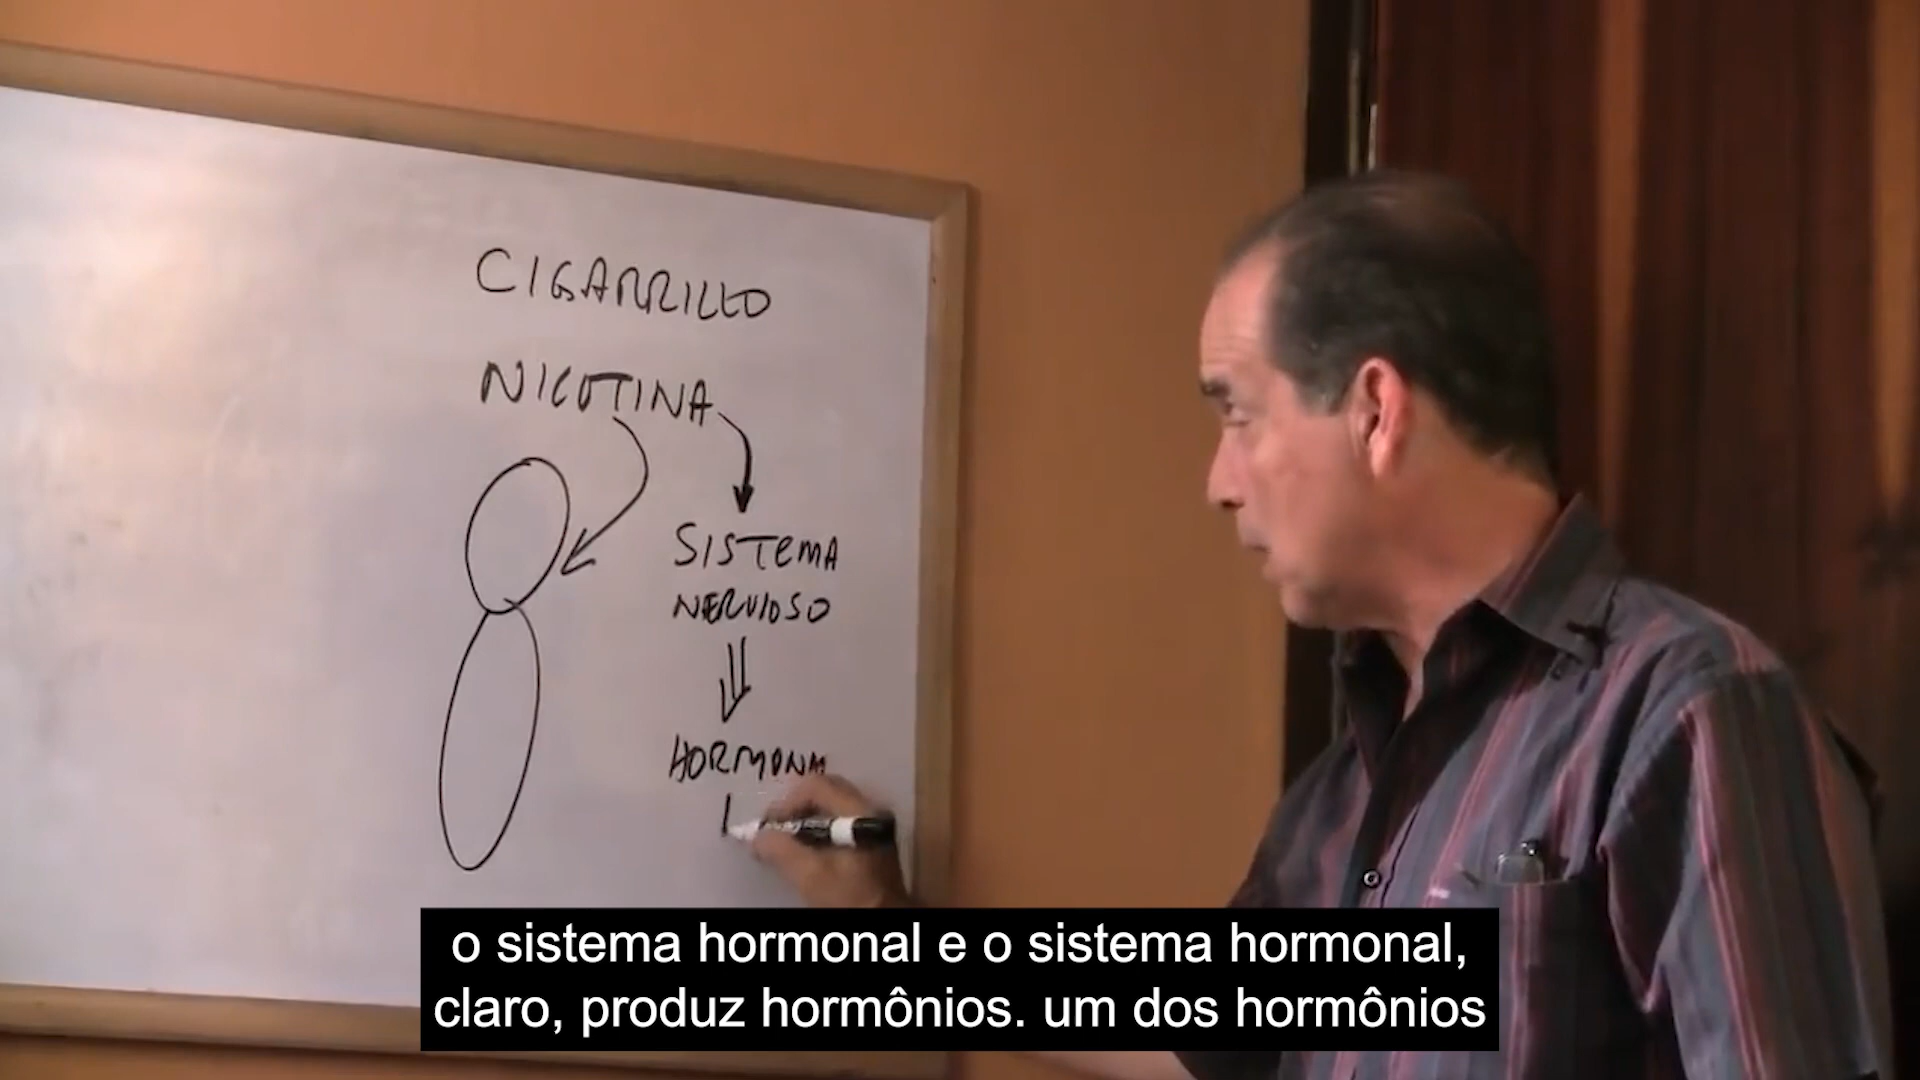 CIGARRILLO
NICOTINA
SISTEMA
NERVIOSO
HORMONA
o sistema hormonal e o sistema hormonal,
claro, produz hormônios. um dos hormônios